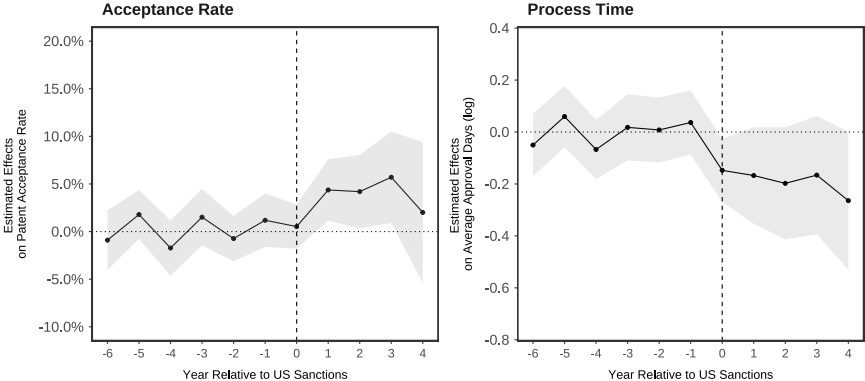 Acceptance Rate
20.0%
15.0%
10.0%
5.0%
0.0%
-5.0%
-10.0%
Estimated Effects
on Patent Acceptance Rate
-6 -5 -4 -3 -2 -1 0 1 2 3 4
Year Relative to US Sanctions
Process Time
0.4
0.2
0.0
-0.2
-0.4
-0.6
-0.8
Estimated Effects
on Average Approval Days (log)
-6 -5 -4 -3 -2 -1 0 1 2 3 4
Year Relative to US Sanctions